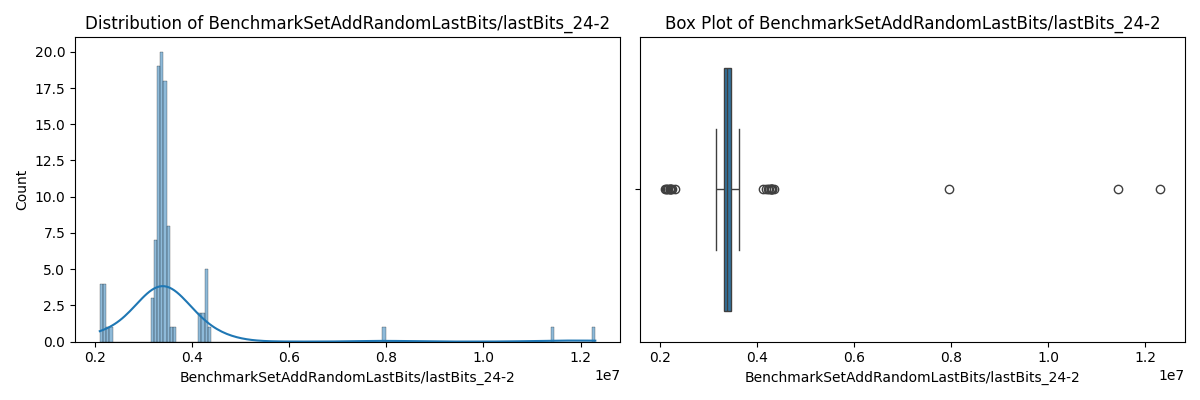 Distribution of BenchmarkSetAddRandomLastBits/lastBits_24-2
Count
20.0
17.5
15.0
12.5
10.0
7.5
5.0
2.5
0.0
0.2 0.4 0.6 0.8 1.0 1.2
1e7
BenchmarkSetAddRandomLastBits/lastBits_24-2
Box Plot of BenchmarkSetAddRandomLastBits/lastBits_24-2
0.2 0.4 0.6 0.8 1.0 1.2
1e7
BenchmarkSetAddRandomLastBits/lastBits_24-2